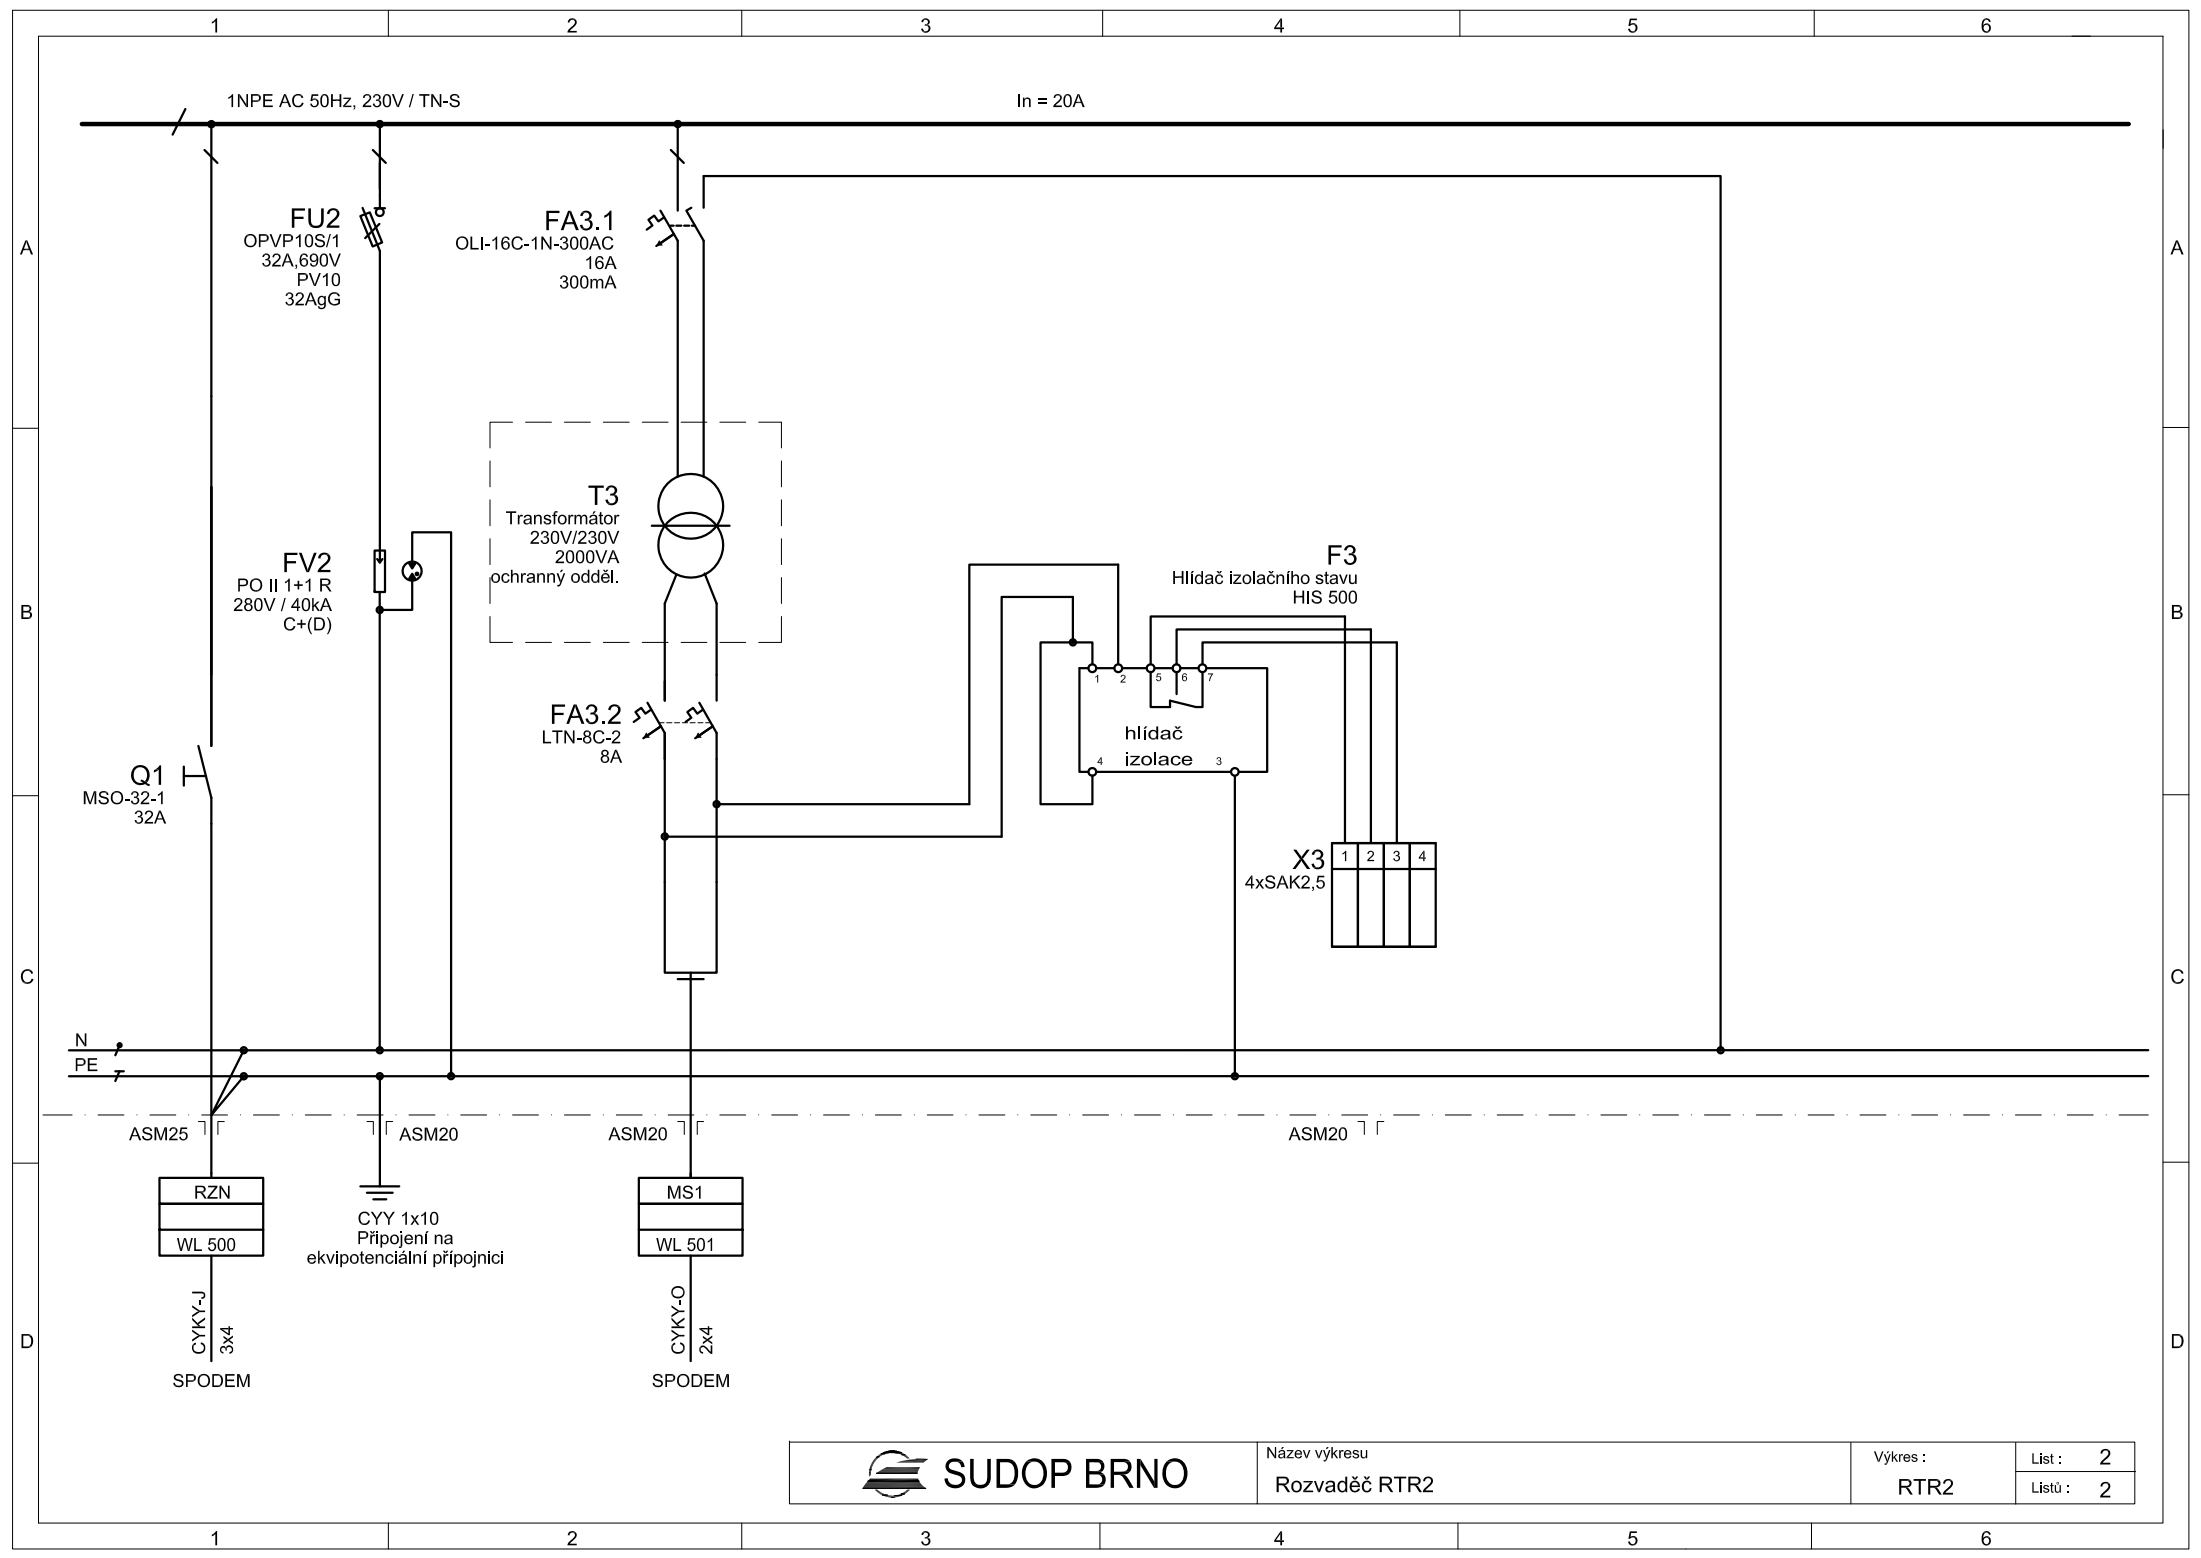 1 2 3 4 5 6
1NPE AC 50Hz, 230V / TN-S
In = 20A
A
A
FU2
OPVP10S/1
32A,690V
PV10
32AgG
FA3.1
OLI-16C-1N-300AC
16A
300mA
T3
Transformátor
230V/230V
2000VA
ochranný odděl.
B
B
FV2
PO II 1+1 R
280V / 40kA
C+(D)
F3
Hlídač izolačního stavu
HIS 500
1 2 5 6 7
hlídač
izolace
4 3
FA3.2
LTN-8C-2
8A
Q1
MSO-32-1
32A
X3
4xSAK2,5
1 2 3 4
C
C
N
PE
ASM25
ASM20
ASM20
ASM20
RZN
WL 500
CYKY-J
3x4
SPODEM
CYY 1x10
Připojení na
ekvipotenciální přípojnici
MS1
WL 501
CYKY-O
2x4
SPODEM
D
D
SUDOP BRNO
Název výkresu
Rozvaděč RTR2
Výkres :
RTR2
List : 2
Listů : 2
1 2 3 4 5 6